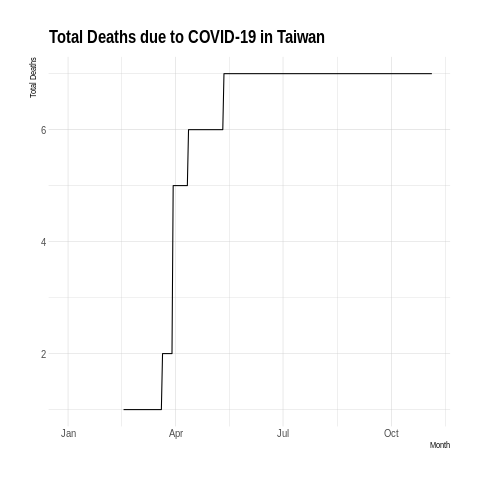 Total Deaths due to COVID-19 in Taiwan
Total Deaths
6
4
2
Jan Apr Jul Oct
Month